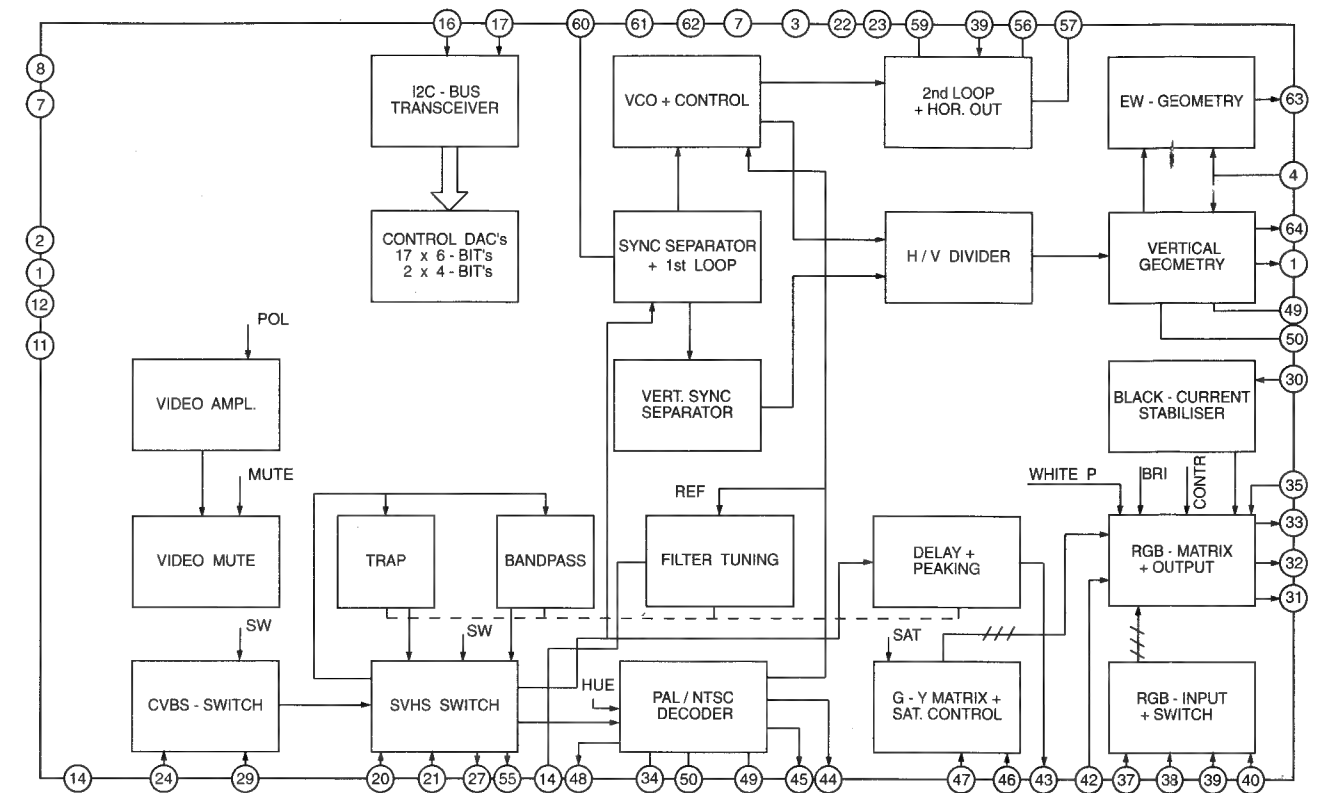 16
17
60
61
62
7
3
22
23
59
39
56
57
8
7
I2C - BUS
TRANSCEIVER
VCO + CONTROL
2nd LOOP
+ HOR. OUT
EW - GEOMETRY
63
4
2
1
12
11
CONTROL DAC's
17 x 6 - BIT's
2 x 4 - BIT's
SYNC SEPARATOR
+ 1st LOOP
H / V DIVIDER
VERTICAL
GEOMETRY
64
1
49
50
POL
VIDEO AMPL.
VERT. SYNC
SEPARATOR
BLACK - CURRENT
STABILISER
30
MUTE
REF
WHITE P
BRI
CONTR
35
VIDEO MUTE
TRAP
BANDPASS
FILTER TUNING
DELAY +
PEAKING
RGB - MATRIX
+ OUTPUT
33
32
31
SW
SW
HUE
SAT
CVBS - SWITCH
SVHS SWITCH
PAL / NTSC
DECODER
G - Y MATRIX +
SAT. CONTROL
RGB - INPUT
+ SWITCH
14
24
29
20
21
27
55
14
48
34
50
49
45
44
47
46
43
42
37
38
39
40